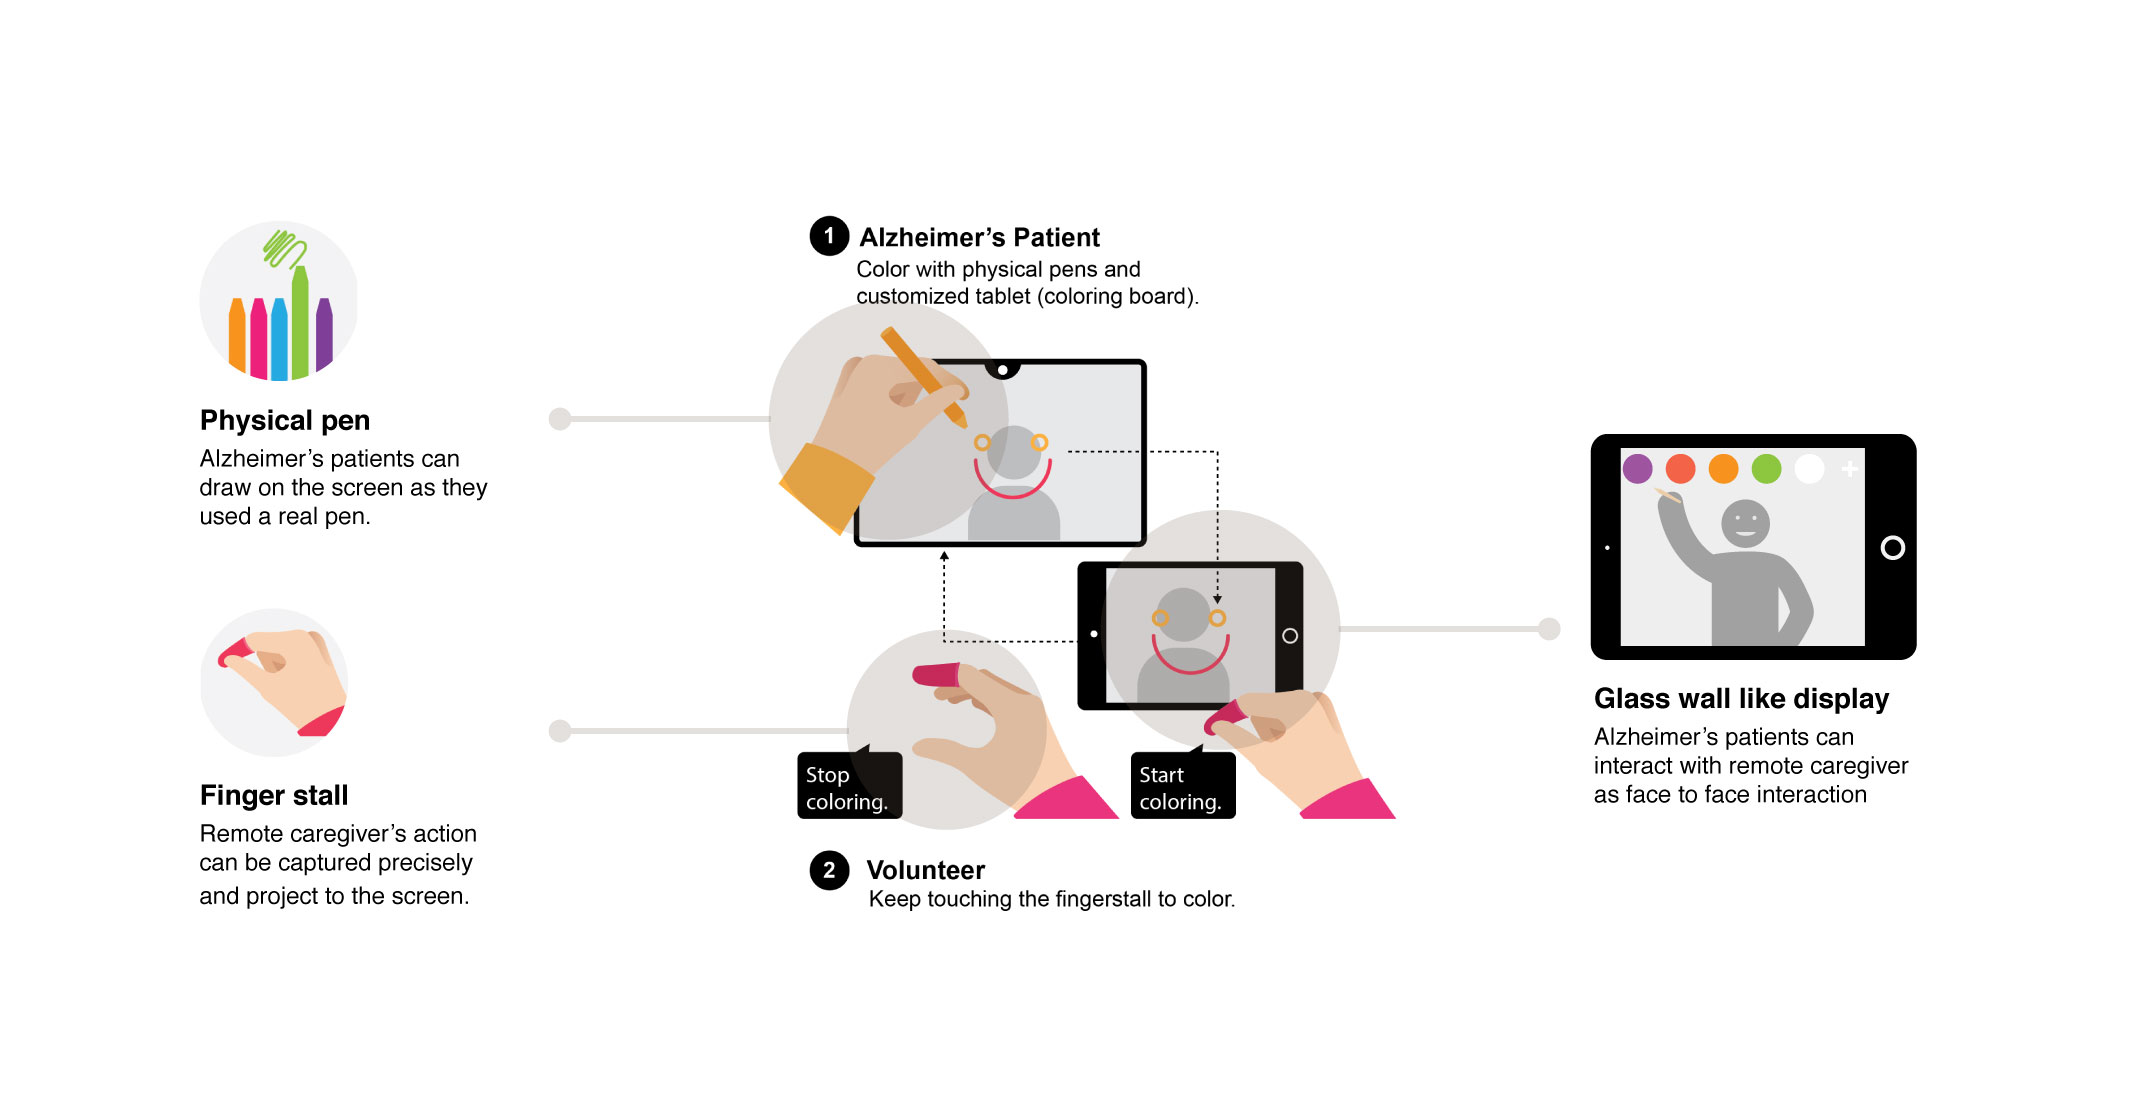 Physical pen
Alzheimer's patients can
draw on the screen as they
used a real pen.
Finger stall
Remote caregiver's action
can be captured precisely
and project to the screen.
1 Alzheimer's Patient
Color with physical pens and
customized tablet (coloring board).
Stop
coloring.
Start
coloring.
2 Volunteer
Keep touching the fingerstall to color.
Glass wall like display
Alzheimer's patients can
interact with remote caregiver
as face to face interaction